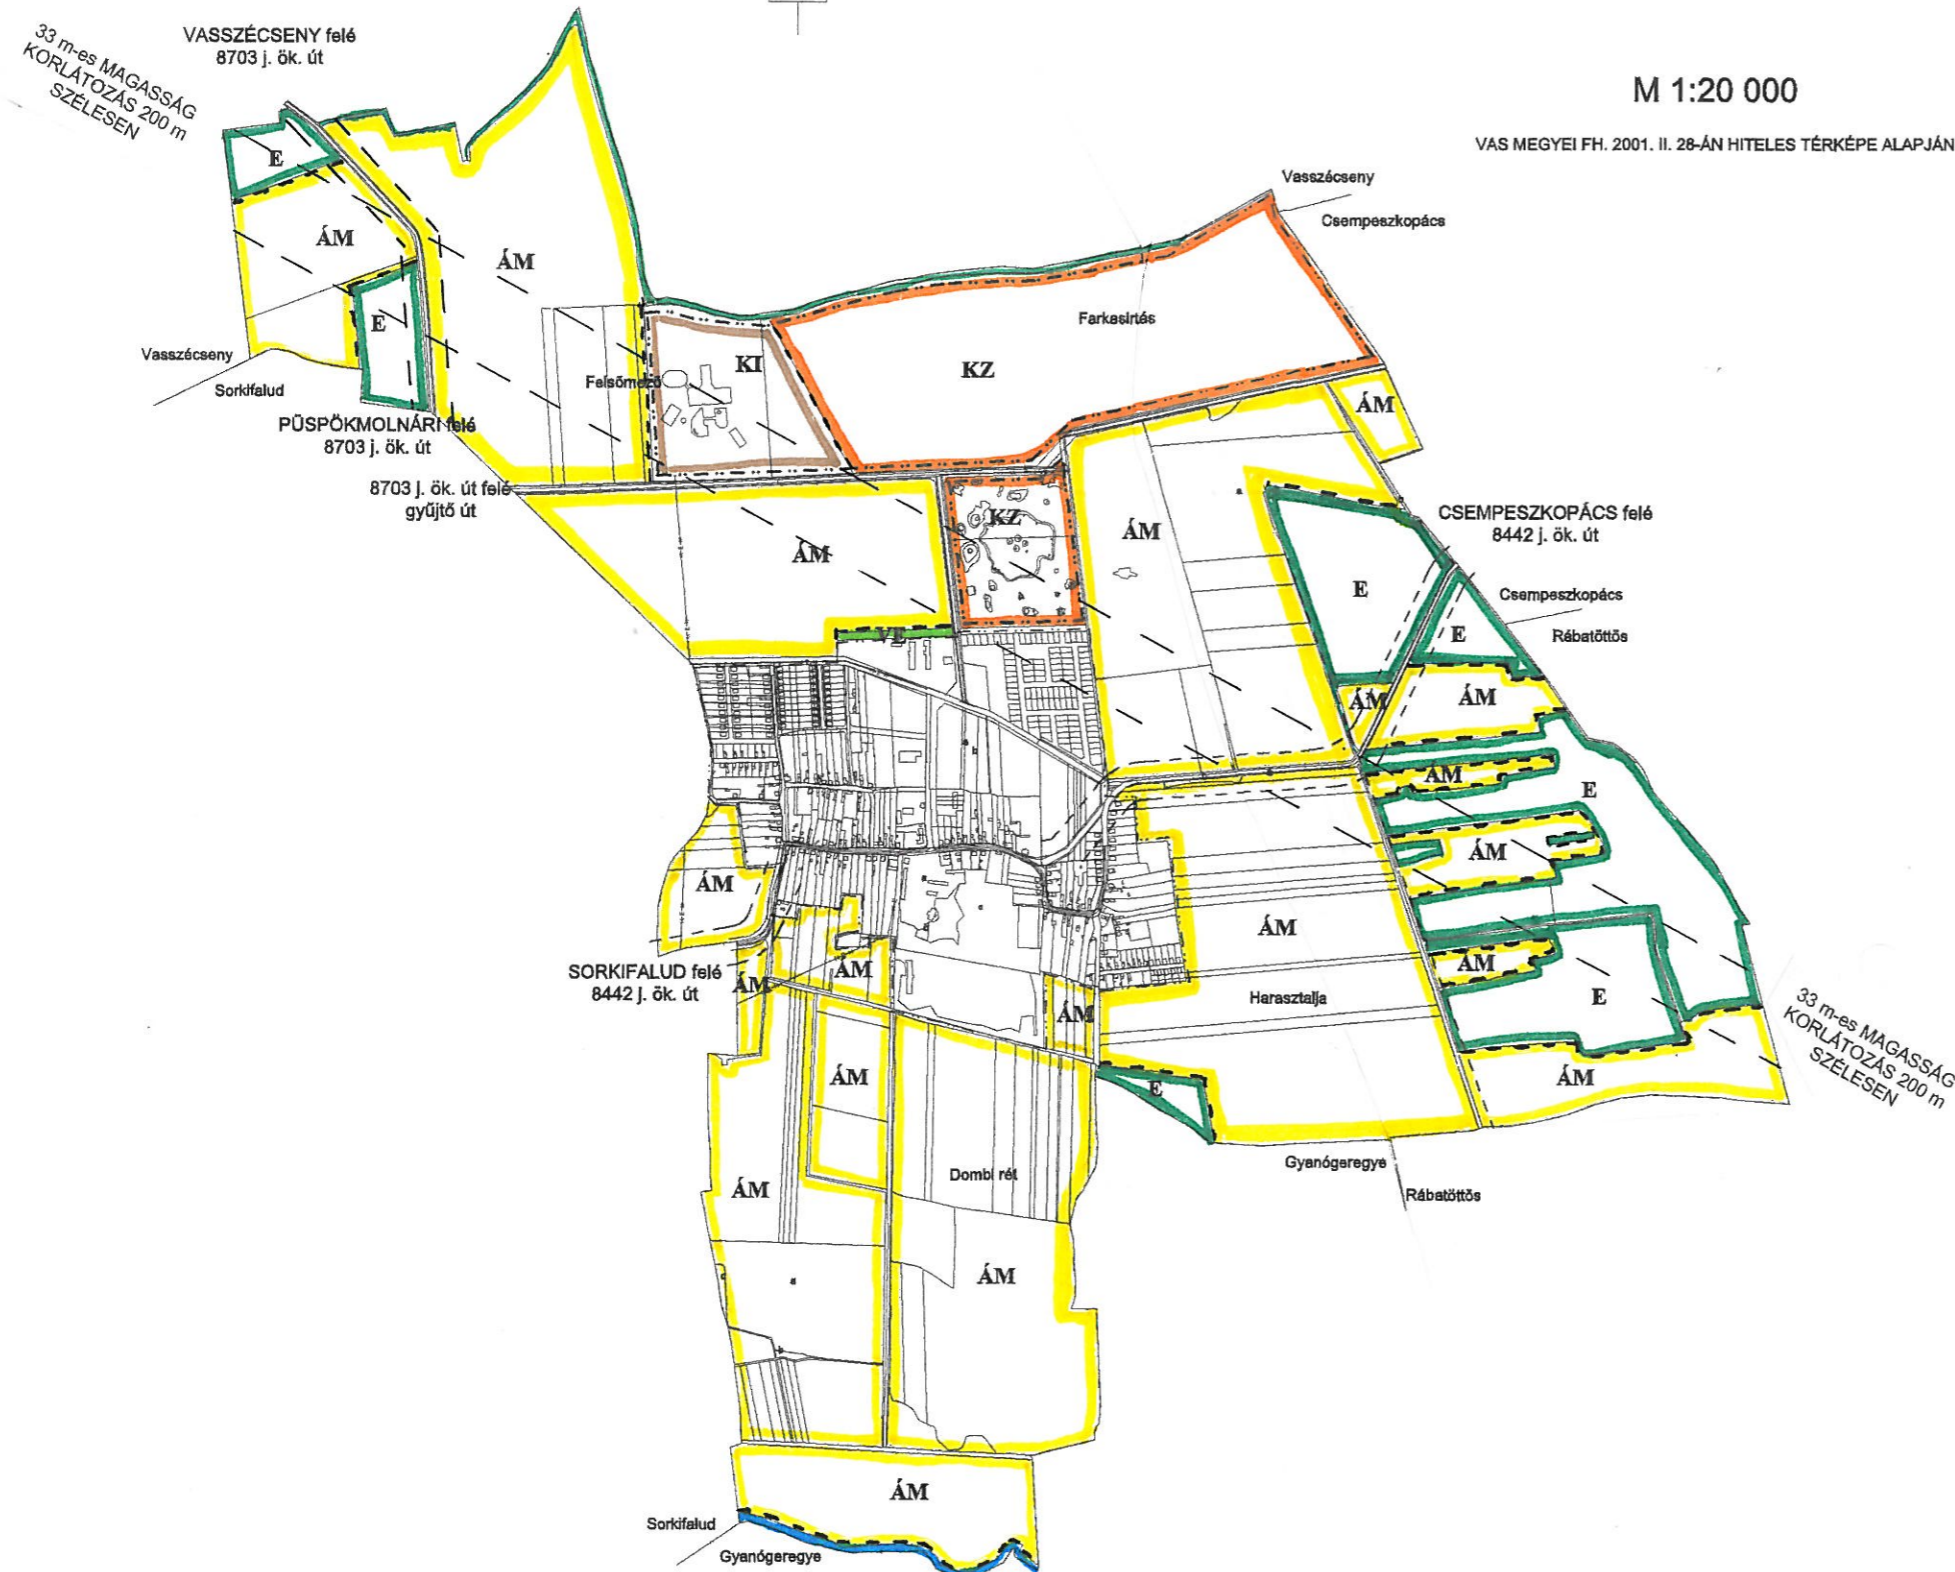 33 m-es MAGASSÁG
KORLÁTOZÁS 200 m
SZÉLESEN
VASSZÉCSENY felé
8703 j. ök. út
M 1:20 000
VAS MEGYEI FH. 2001. II. 28-ÁN HITELES TÉRKÉPE ALAPJÁN
Vasszécseny
Csempeszkopács
E
ÁM
ÁM
E
Vasszécseny
Sorkifalud
PÜSPÖKMOLNÁRI felé
8703 j. ök. út
8703 j. ök. út felé
gyűjtő út
Felsőmező
KI
KZ
Farkasirtás
ÁM
KZ
ÁM
ÁM
CSEMPESZKOPÁCS felé
8442 j. ök. út
E
Csempeszkopács
Rábatöttös
E
VE
ÁM
ÁM
ÁM
E
ÁM
ÁM
ÁM
ÁM
E
SORKIFALUD felé
8442 j. ök. út
ÁM
ÁM
ÁM
Harasztalja
33 m-es MAGASSÁG
KORLÁTOZÁS 200 m
SZÉLESEN
ÁM
ÁM
E
ÁM
Dombi rét
Gyanógeregye
Rábatöttös
ÁM
ÁM
Sorkifalud
Gyanógeregye